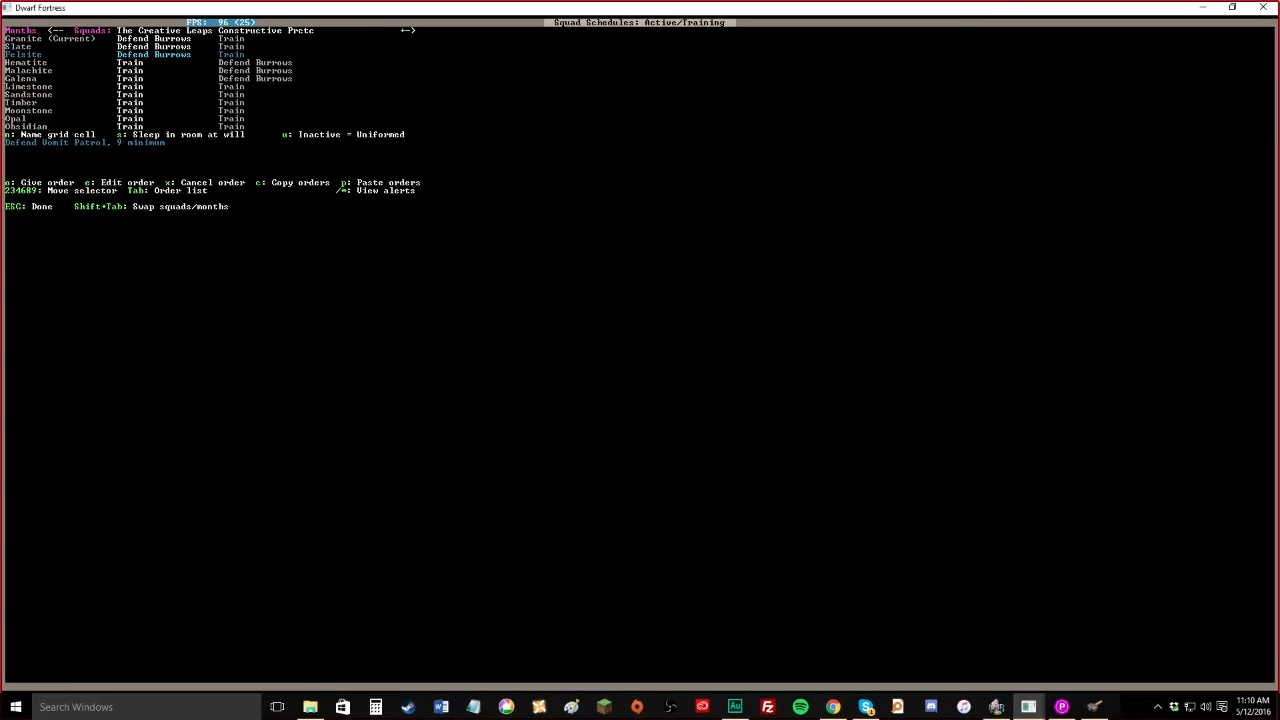 Dwarf Fortress
FPS: 96 (25) Squad Schedules: Active/Training
Months <-- Squads: The Creative Leaps Constructive Prete +->
Granite (Current) Defend Burrows Train
Slate Defend Burrows Train
Felsite Defend Burrows Train
Hematite Train Defend Burrows
Malachite Train Defend Burrows
Galena Train Defend Burrows
Limestone Train Train
Sandstone Train Train
Timber Train Train
Moonstone Train Train
Opal Train Train
Obsidian Train Train
n: Name grid cell s: Sleep in room at will u: Inactive = Uniformed
Defend Vomit Patrol, 9 minimum
o: Give order e: Edit order x: Cancel order c: Copy orders p: Paste orders
234689: Move selector Tab: Order list /*: View alerts
ESC: Done Shift+Tab: Swap squads/months
Search Windows
11:10 AM
5/12/2016